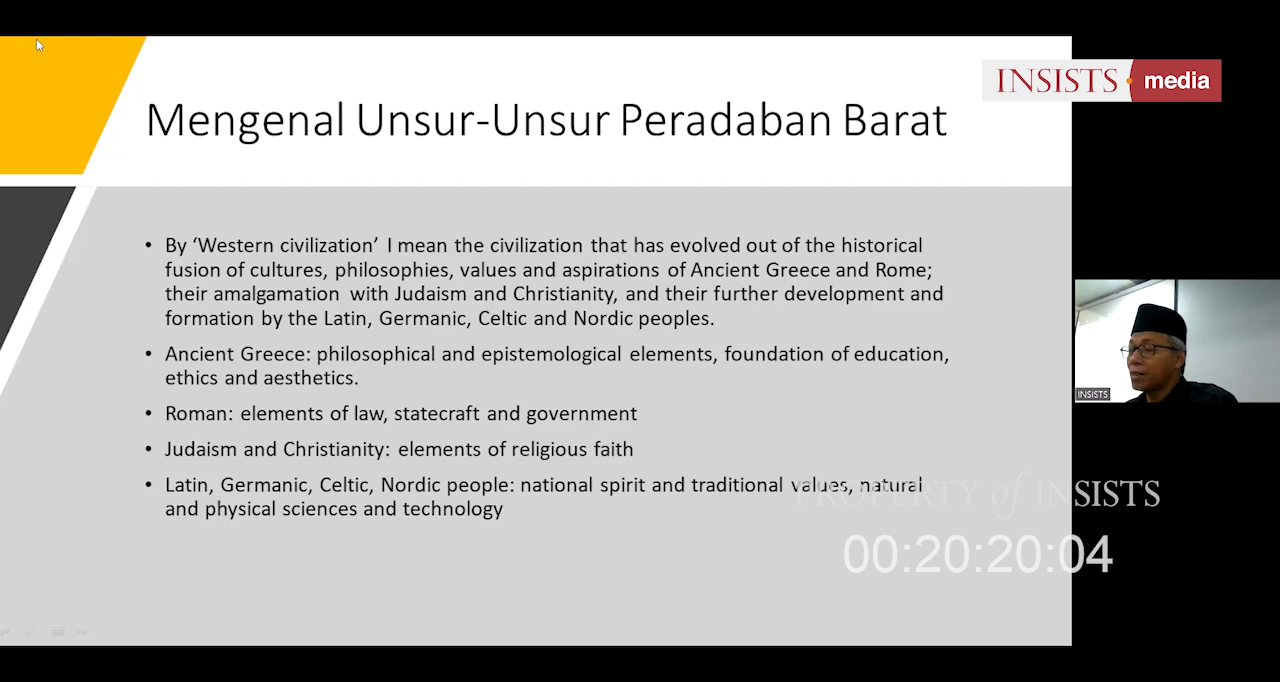 INSISTS media
Mengenal Unsur-Unsur Peradaban Barat
• By ‘Western civilization’ I mean the civilization that has evolved out of the historical
fusion of cultures, philosophies, values and aspirations of Ancient Greece and Rome;
their amalgamation with Judaism and Christianity, and their further development and
formation by the Latin, Germanic, Celtic and Nordic peoples.
• Ancient Greece: philosophical and epistemological elements, foundation of education,
ethics and aesthetics.
• Roman: elements of law, statecraft and government
• Judaism and Christianity: elements of religious faith
• Latin, Germanic, Celtic, Nordic people: national spirit and traditional values, natural
and physical sciences and technology
INSISTS
PROPERTY of INSISTS
00:20:20:04